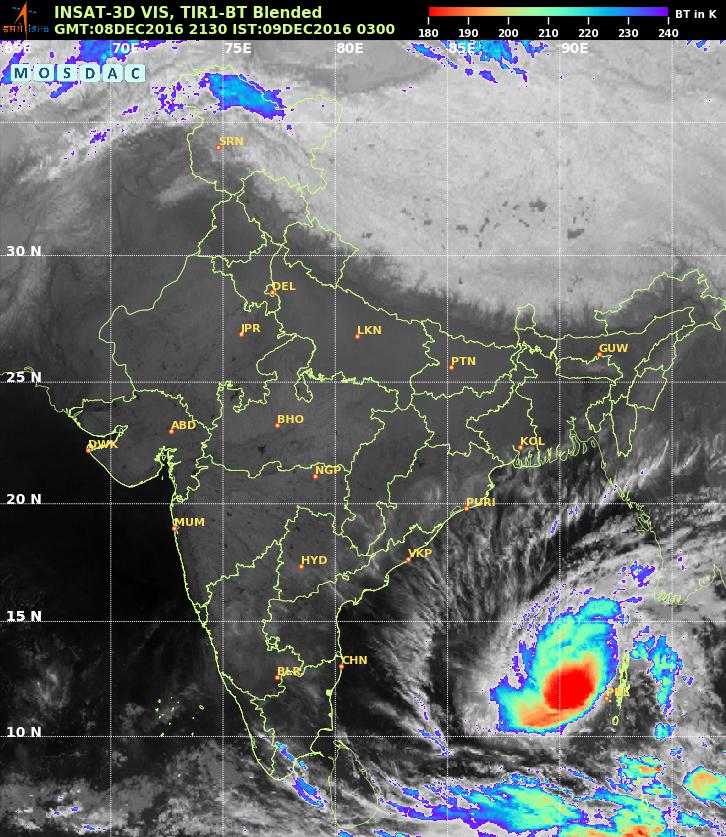 INSAT-3D VIS, TIR1-BT Blended
GMT:08DEC2016 2130 IST:09DEC2016 0300
BT in K
180 190 200 210 220 230 240
65E 70E 75E 80E 85E 90E
MOSDAC
SRN
30 N
DEL
JPR LKN
GUW
PTN
25 N
ABD BHO
DWK KOL
NGP
20 N PURI
MUM
VKP
HYD
15 N
CHN
BLR
10 N